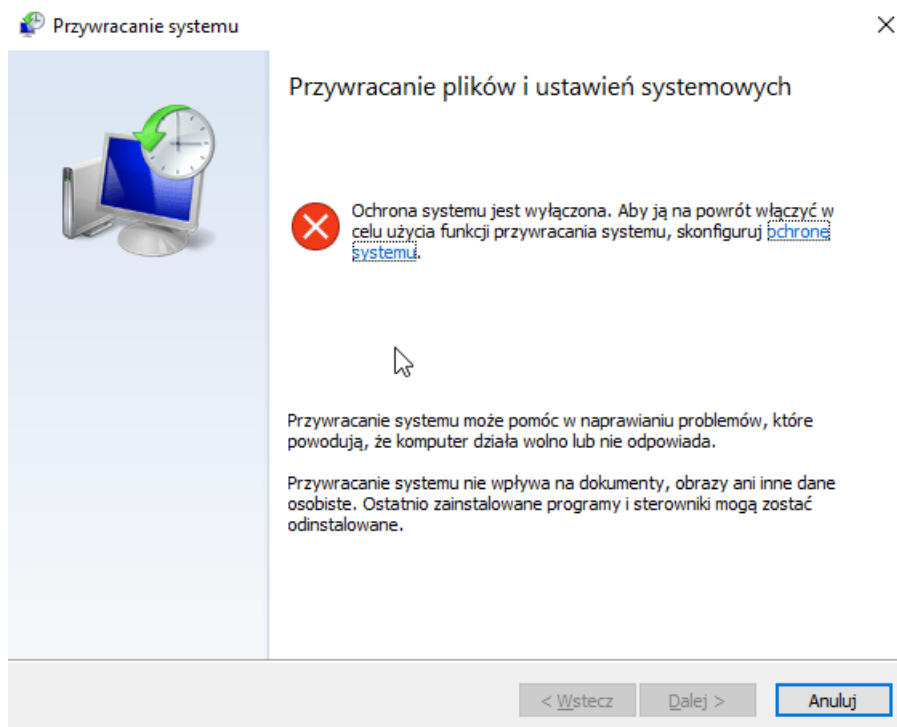 Przywracanie systemu
Przywracanie plików i ustawień systemowych
Ochrona systemu jest wyłączona. Aby ją na powrót włączyć w
celu użycia funkcji przywracania systemu, skonfiguruj ochronę
systemu.
Przywracanie systemu może pomóc w naprawianiu problemów, które
powodują, że komputer działa wolno lub nie odpowiada.
Przywracanie systemu nie wpływa na dokumenty, obrazy ani inne dane
osobiste. Ostatnio zainstalowane programy i sterowniki mogą zostać
odinstalowane.
< Wstecz
Dalej >
Anuluj